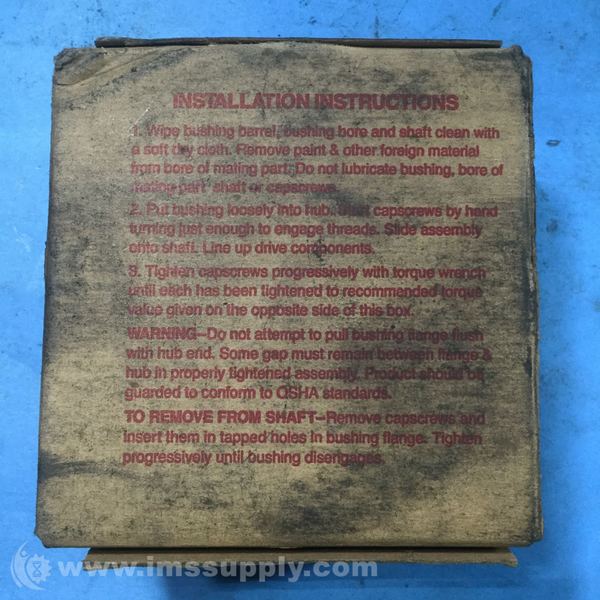 INSTALLATION INSTRUCTIONS
1. Wipe bushing barrel, bushing bore and shaft clean with
a soft dry cloth. Remove paint & other foreign material
from bore of mating part. Do not lubricate bushing, bore of
mating part, shaft or capscrews.
2. Put bushing loosely into hub. Start capscrews by hand
turning just enough to engage threads. Slide assembly
onto shaft. Line up drive components.
3. Tighten capscrews progressively with torque wrench
until each has been tightened to recommended torque
value given on the opposite side of this box.
WARNING–Do not attempt to pull bushing flange flush
with hub end. Some gap must remain between flange &
hub in properly tightened assembly. Product should be
guarded to conform to OSHA standards.
TO REMOVE FROM SHAFT–Remove capscrews and
insert them in tapped holes in bushing flange. Tighten
progressively until bushing disengages.
www.imssupply.com